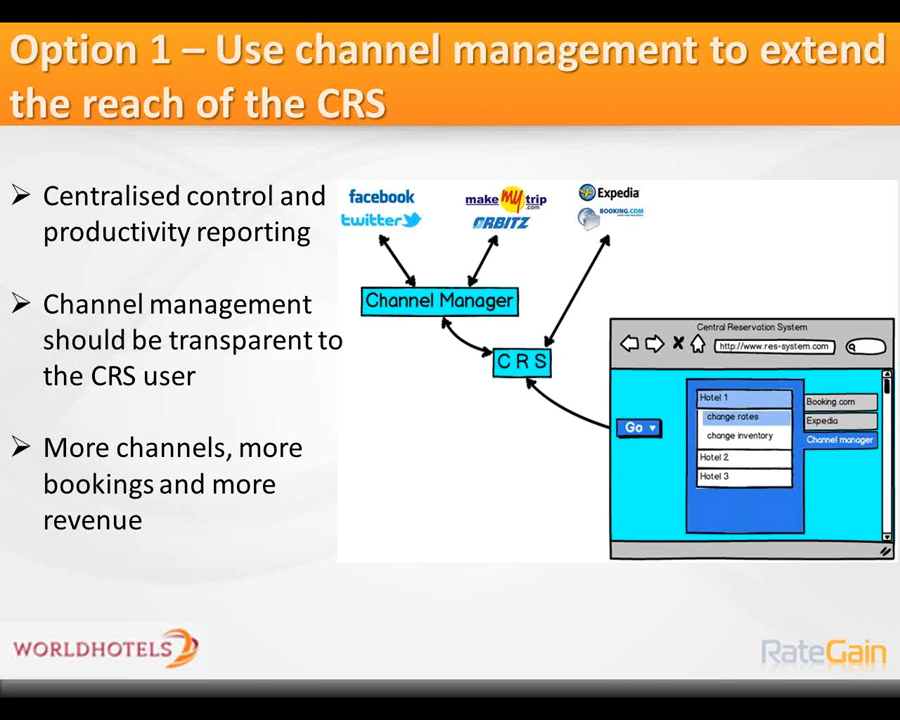 Option 1 – Use channel management to extend
the reach of the CRS
Centralised control and
productivity reporting
Channel management
should be transparent to
the CRS user
More channels, more
bookings and more
revenue
facebook
twitter
make my trip
.com
ORBITZ
Expedia
BOOKING.COM
Channel Manager
CRS
Central Reservation System
http://www.res-system.com
Go
Hotel 1
change rates
change inventory
Hotel 2
Hotel 3
Booking.com
Expedia
Channel manager
WORLDHOTELS
RateGain